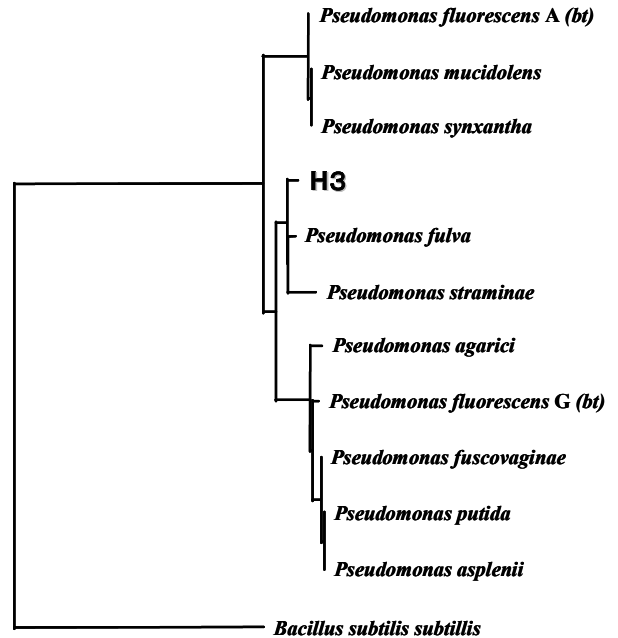 Pseudomonas fluorescens A (bt)
Pseudomonas mucidolens
Pseudomonas synxantha
H3
Pseudomonas fulva
Pseudomonas straminae
Pseudomonas agarici
Pseudomonas fluorescens G (bt)
Pseudomonas fuscovaginae
Pseudomonas putida
Pseudomonas asplenii
Bacillus subtilis subtillis